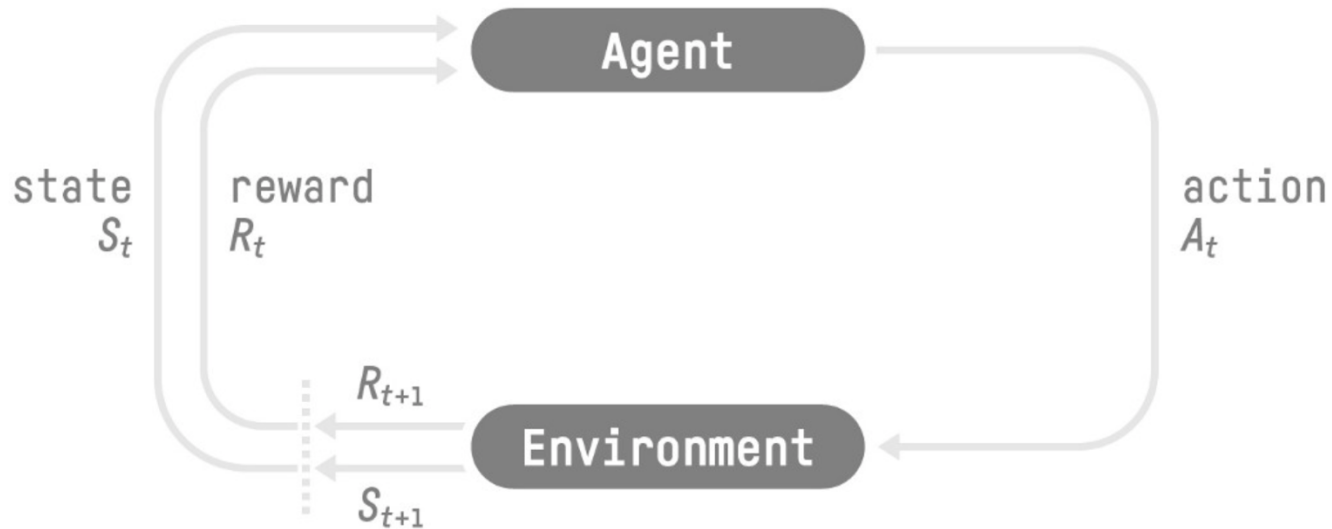 Agent
state
S_t
reward
R_t
action
A_t
R_{t+1}
Environment
S_{t+1}